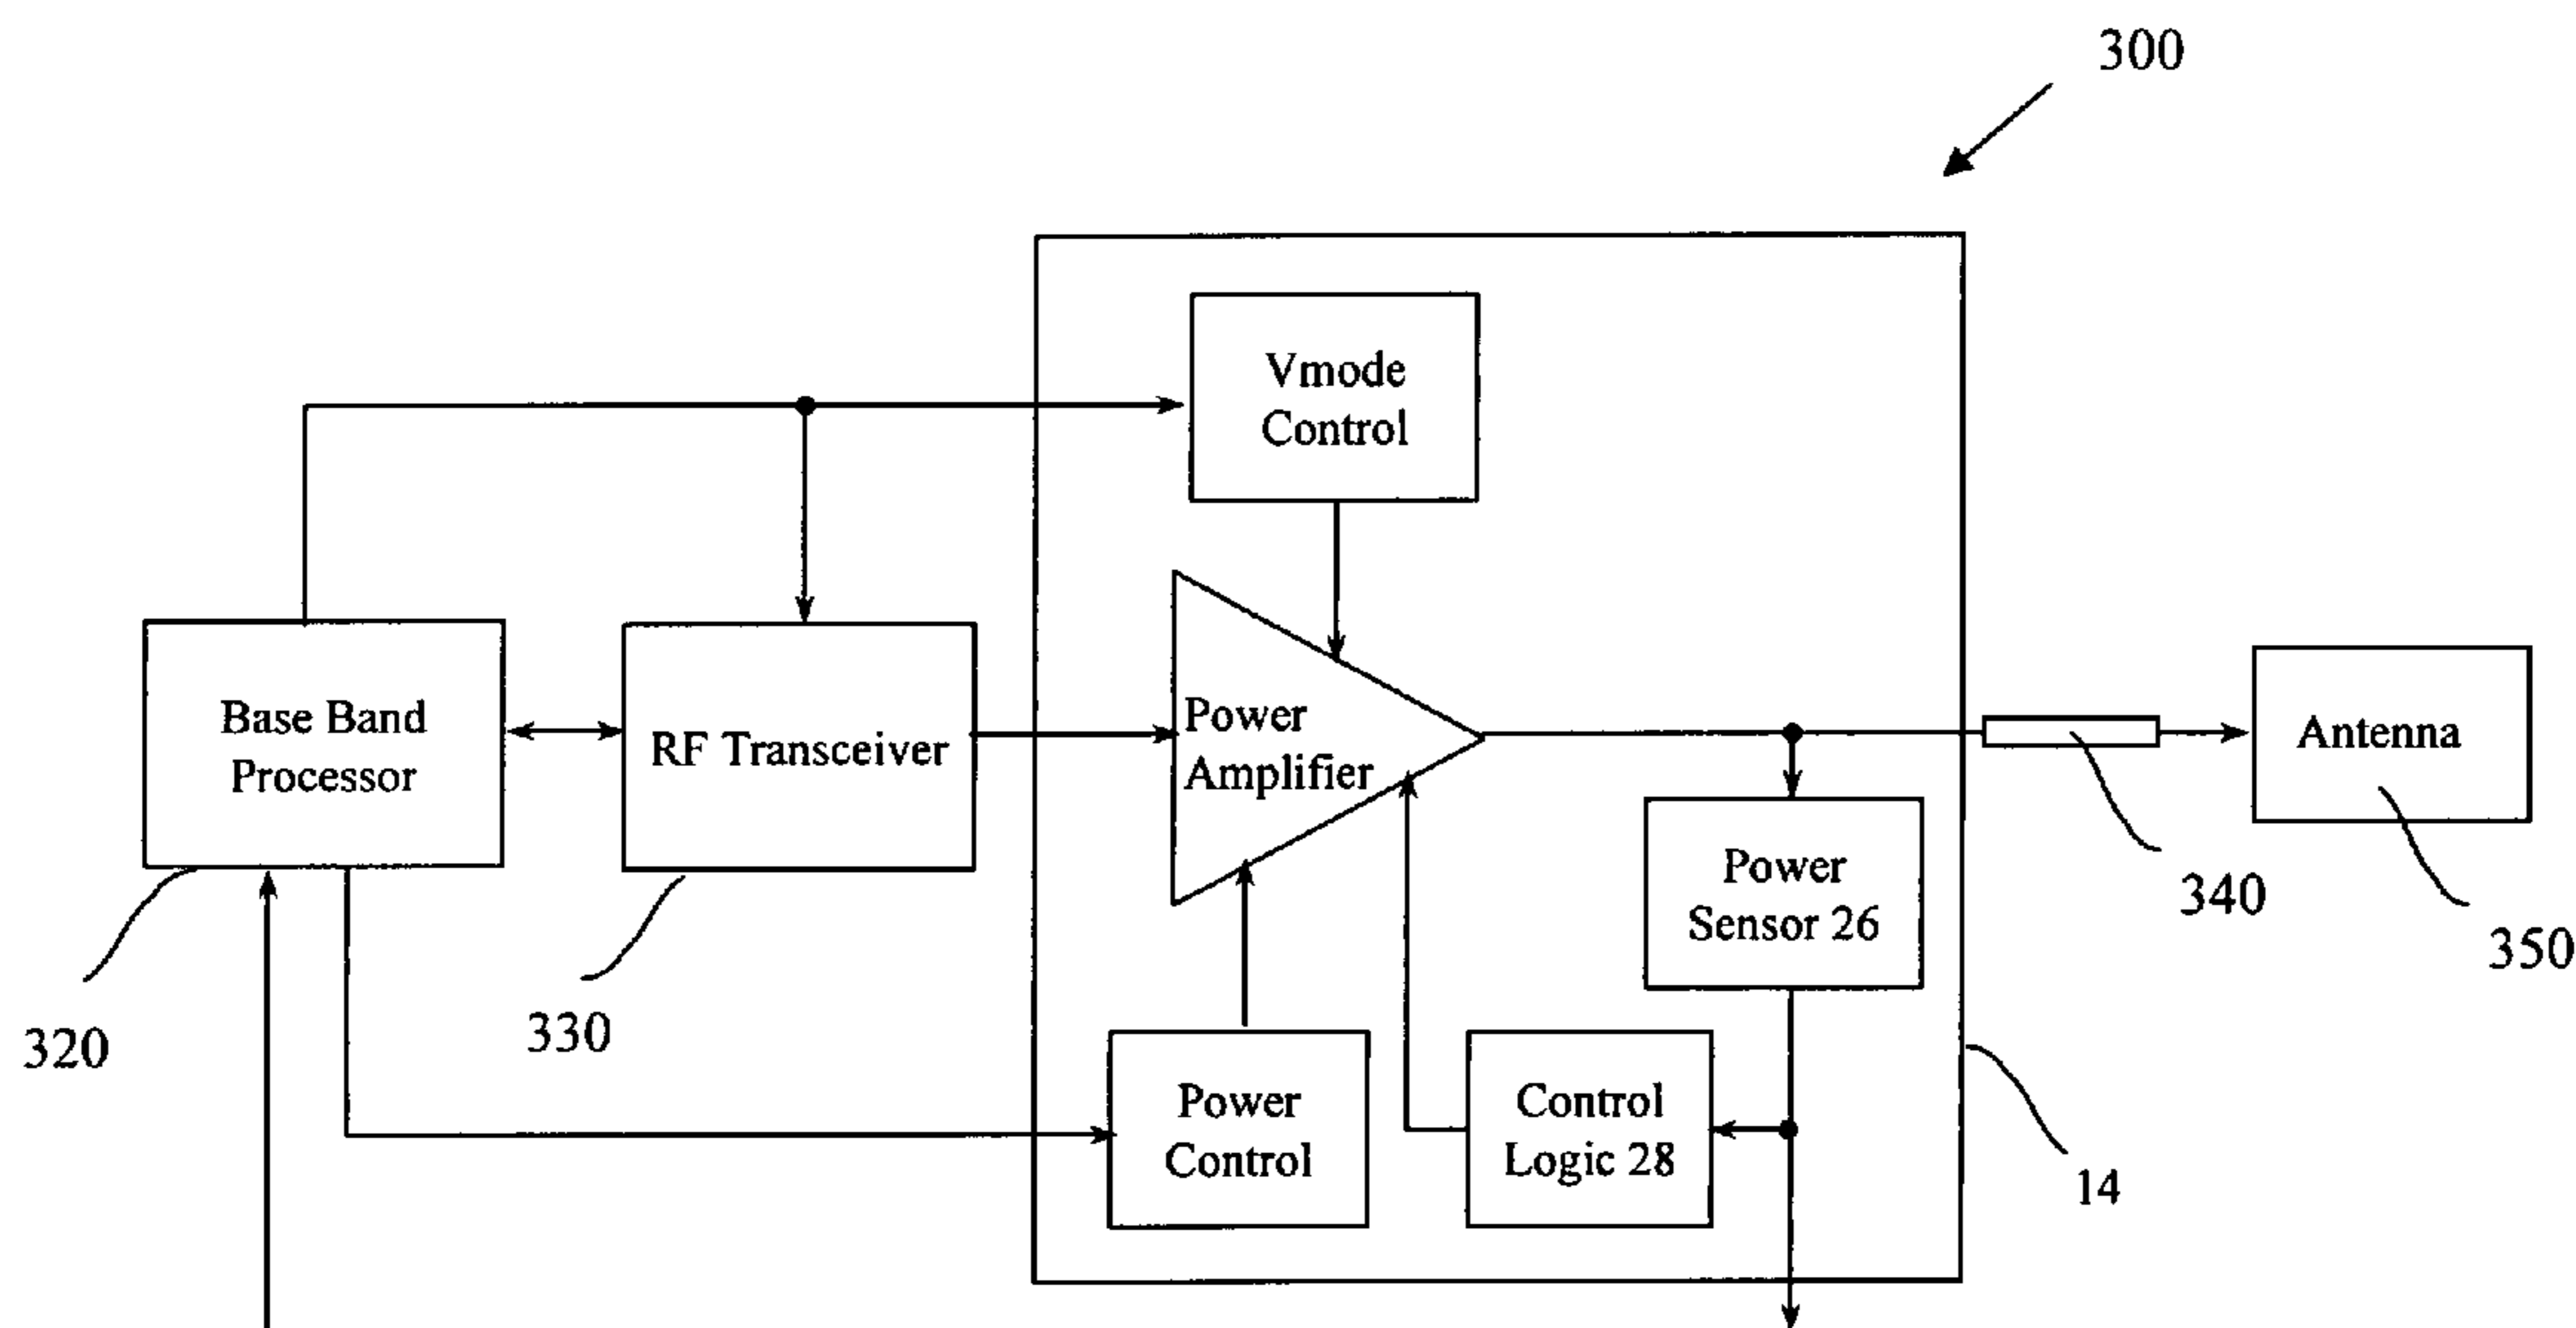 300
Vmode
Control
Base Band
Processor
RF Transceiver
Power
Amplifier
Antenna
Power
Sensor 26
340
350
320
330
Power
Control
Control
Logic 28
14